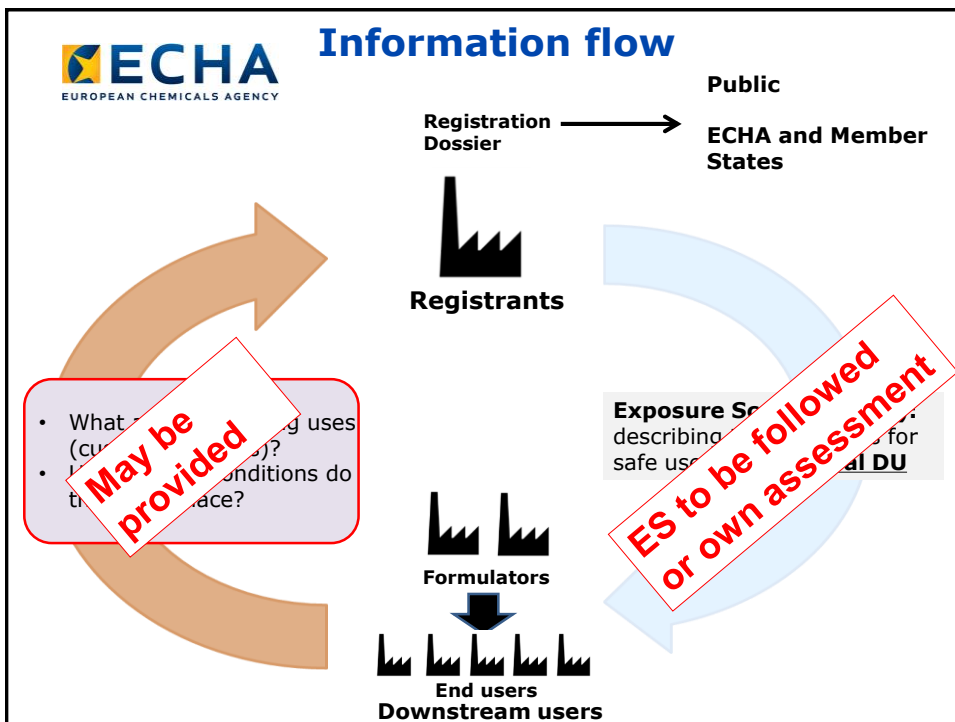 ECHA
EUROPEAN CHEMICALS AGENCY
Information flow
Public
Registration
Dossier
ECHA and Member
States
Registrants
• What uses
(cu )?
• onditions do
th lace?
May be
provided
Exposure Sc
describing for
safe use al DU
ES to be followed
or own assessment
Formulators
End users
Downstream users